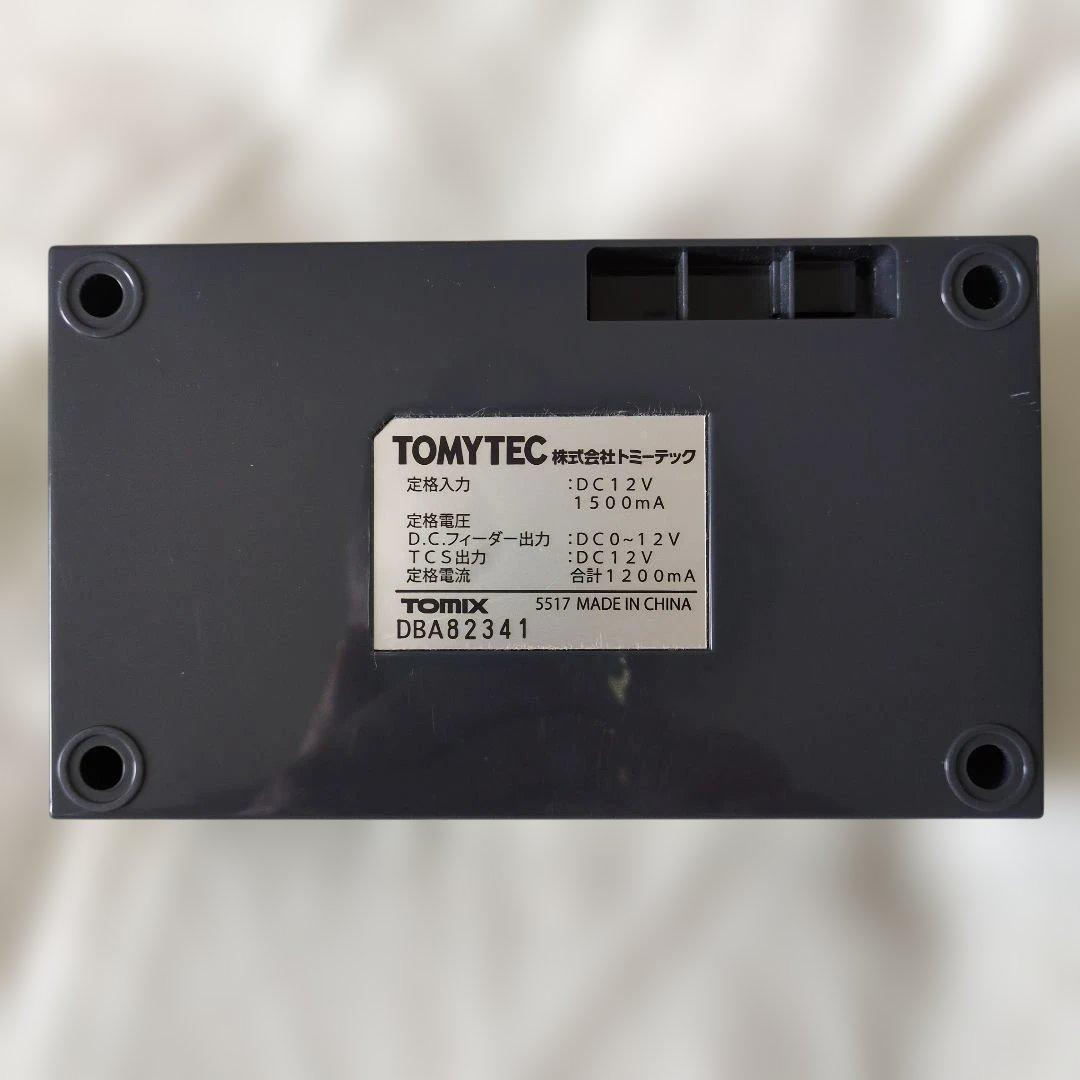 TOMYTEC 株式会社トミーテック
定格入力 :DC12V
1500mA
定格電圧
D.C.フィーダー出力 :DC0~12V
TCS出力 :DC12V
定格電流 合計1200mA
TOMIX 5517 MADE IN CHINA
DBA82341